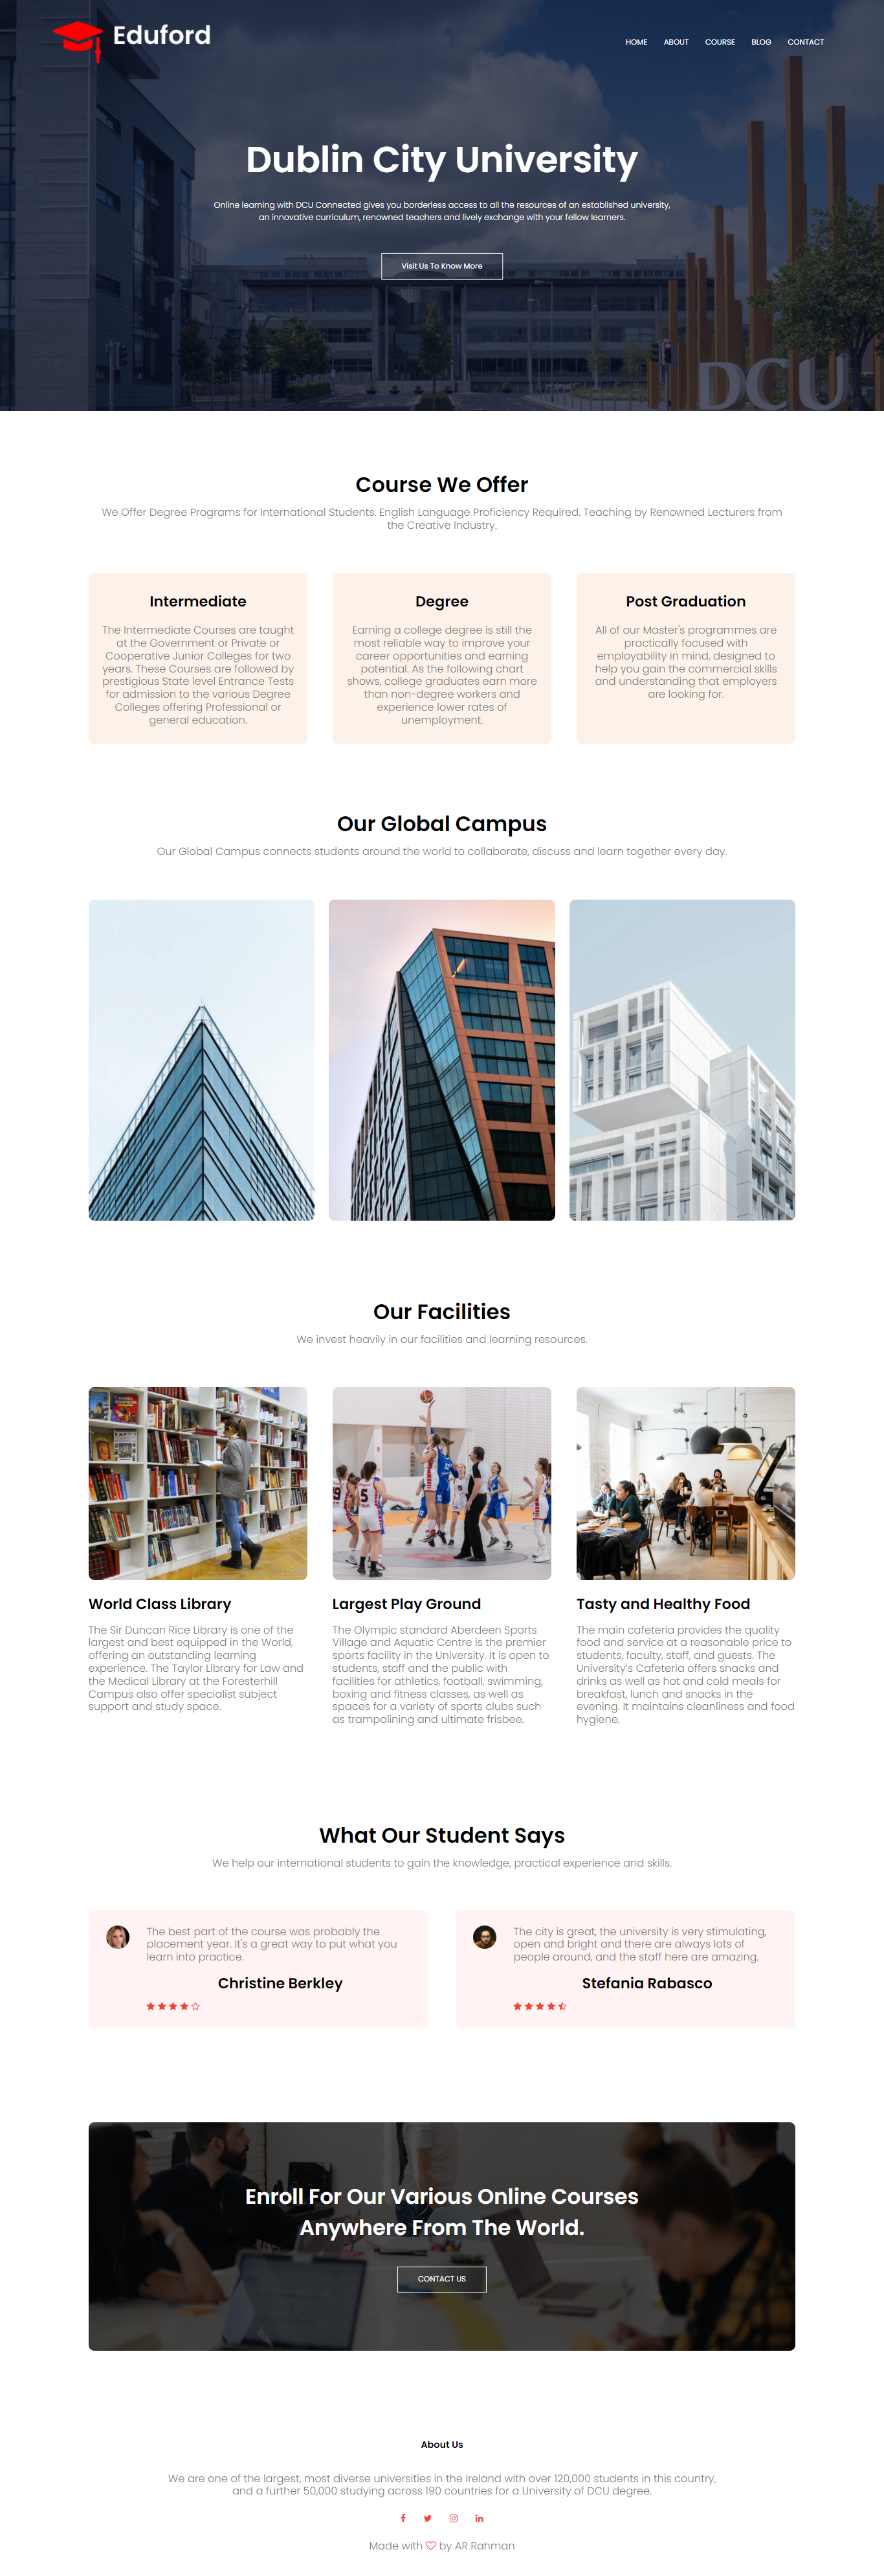 Eduford
HOME ABOUT COURSE BLOG CONTACT
Dublin City University
Online learning with DCU Connected gives you borderless access to all the resources of an established university,
an innovative curriculum, renowned teachers and lively exchange with your fellow learners.
Visit Us To Know More
DCU
Course We Offer
We Offer Degree Programs for International Students. English Language Proficiency Required. Teaching by Renowned Lecturers from
the Creative Industry.
Intermediate
The Intermediate Courses are taught
at the Government or Private or
Cooperative Junior Colleges for two
years. These Courses are followed by
prestigious State level Entrance Tests
for admission to the various Degree
Colleges offering Professional or
general education.
Degree
Earning a college degree is still the
most reliable way to improve your
career opportunities and earning
potential. As the following chart
shows, college graduates earn more
than non-degree workers and
experience lower rates of
unemployment.
Post Graduation
All of our Master's programmes are
practically focused with
employability in mind, designed to
help you gain the commercial skills
and understanding that employers
are looking for.
Our Global Campus
Our Global Campus connects students around the world to collaborate, discuss and learn together every day.
Our Facilities
We invest heavily in our facilities and learning resources.
World Class Library
The Sir Duncan Rice Library is one of the
largest and best equipped in the World,
offering an outstanding learning
experience. The Taylor Library for Law and
the Medical Library at the Foresterhill
Campus also offer specialist subject
support and study space.
Largest Play Ground
The Olympic standard Aberdeen Sports
Village and Aquatic Centre is the premier
sports facility in the University. It is open to
students, staff and the public with
facilities for athletics, football, swimming,
boxing and fitness classes, as well as
spaces for a variety of sports clubs such
as trampoling and ultimate frisbee.
Tasty and Healthy Food
The main cafeteria provides the quality
food and service at a reasonable price to
students, faculty, staff, and guests. The
University's Cafeteria offers snacks and
drinks as well as hot and cold meals for
breakfast, lunch and snacks in the
evening. It maintains cleanliness and food
hygiene.
What Our Student Says
We help our international students to gain the knowledge, practical experience and skills.
The best part of the course was probably the
placement year. It's a great way to put what you
learn into practice.
Christine Berkley
The city is great, the university is very stimulating,
open and bright and there are always lots of
people around, and the staff here are amazing.
Stefania Rabasco
Enroll For Our Various Online Courses
Anywhere From The World.
CONTACT US
About Us
We are one of the largest, most diverse universities in the Ireland with over 120,000 students in this country,
and a further 50,000 studying across 190 countries for a University of DCU degree.
Made with ♡ by AR Rahman